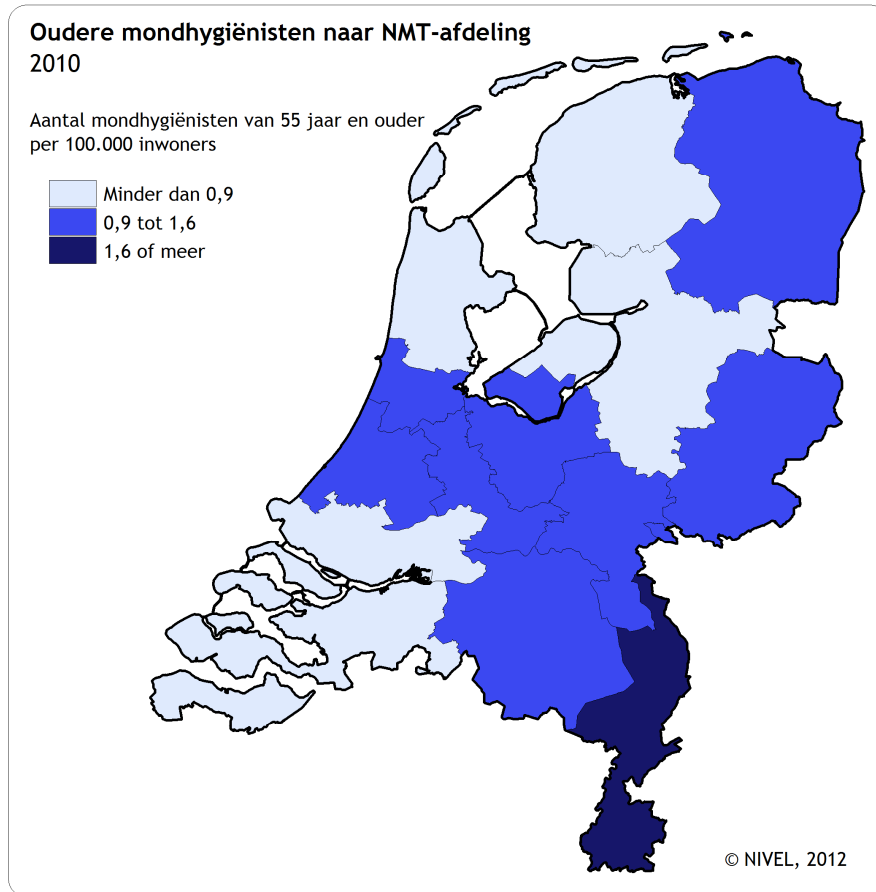 Oudere mondhygiënisten naar NMT-afdeling
2010
Aantal mondhygiënisten van 55 jaar en ouder
per 100.000 inwoners
Minder dan 0,9
0,9 tot 1,6
1,6 of meer
© NIVEL, 2012